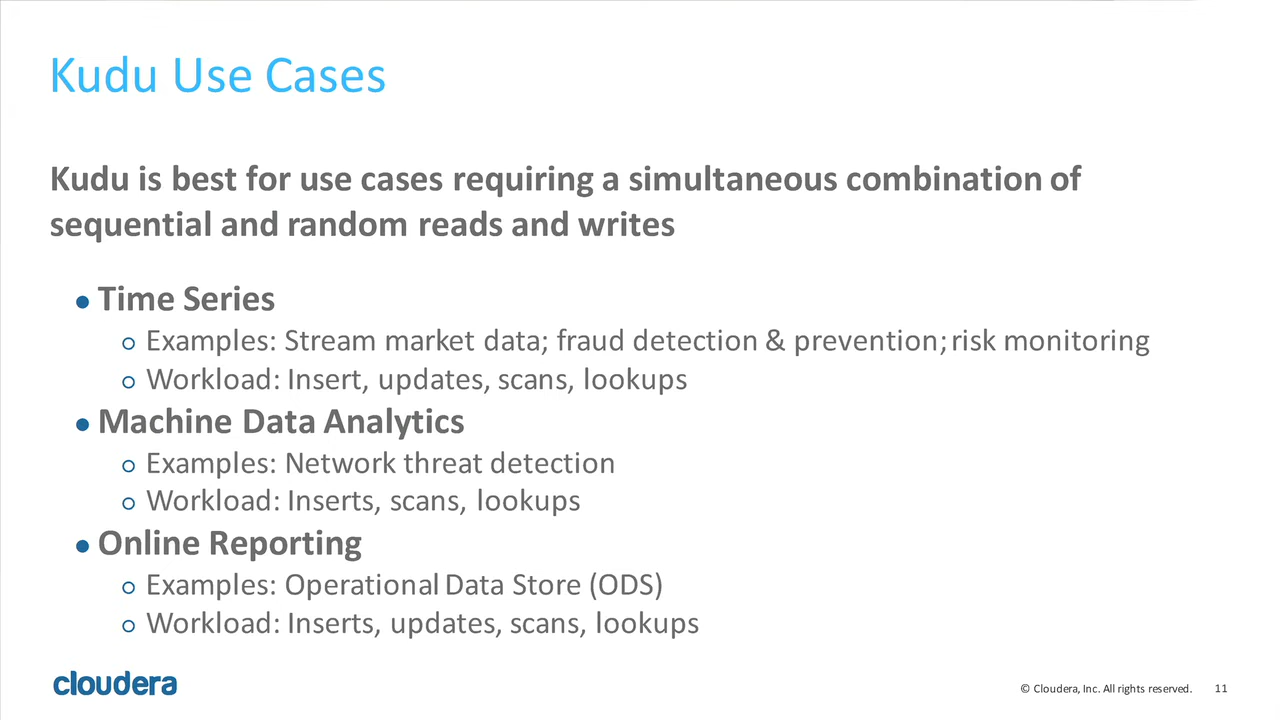 Kudu Use Cases
Kudu is best for use cases requiring a simultaneous combination of
sequential and random reads and writes
● Time Series
○ Examples: Stream market data; fraud detection & prevention; risk monitoring
○ Workload: Insert, updates, scans, lookups
● Machine Data Analytics
○ Examples: Network threat detection
○ Workload: Inserts, scans, lookups
● Online Reporting
○ Examples: Operational Data Store (ODS)
○ Workload: Inserts, updates, scans, lookups
cloudera
© Cloudera, Inc. All rights reserved. 11